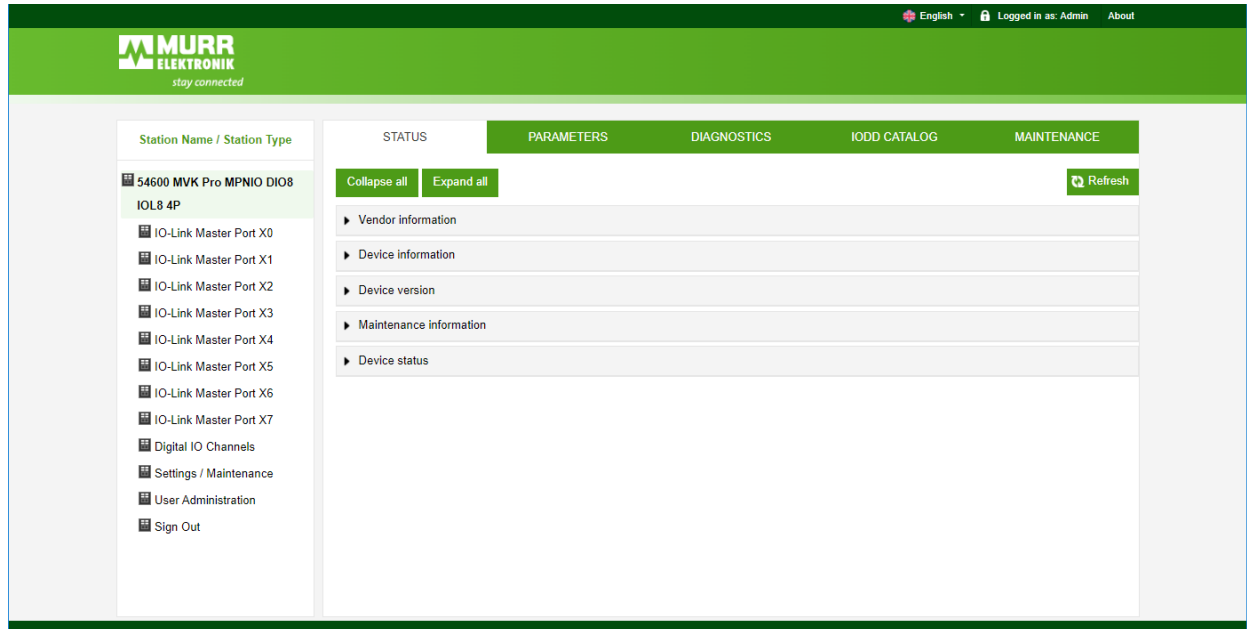 English
Logged in as: Admin
About
MURR
ELEKTRONIK
stay connected
Station Name / Station Type
54600 MVK Pro MPNIO DIO8
IOL8 4P
IO-Link Master Port X0
IO-Link Master Port X1
IO-Link Master Port X2
IO-Link Master Port X3
IO-Link Master Port X4
IO-Link Master Port X5
IO-Link Master Port X6
IO-Link Master Port X7
Digital IO Channels
Settings / Maintenance
User Administration
Sign Out
STATUS
PARAMETERS
DIAGNOSTICS
IODD CATALOG
MAINTENANCE
Collapse all
Expand all
Refresh
Vendor information
Device information
Device version
Maintenance information
Device status